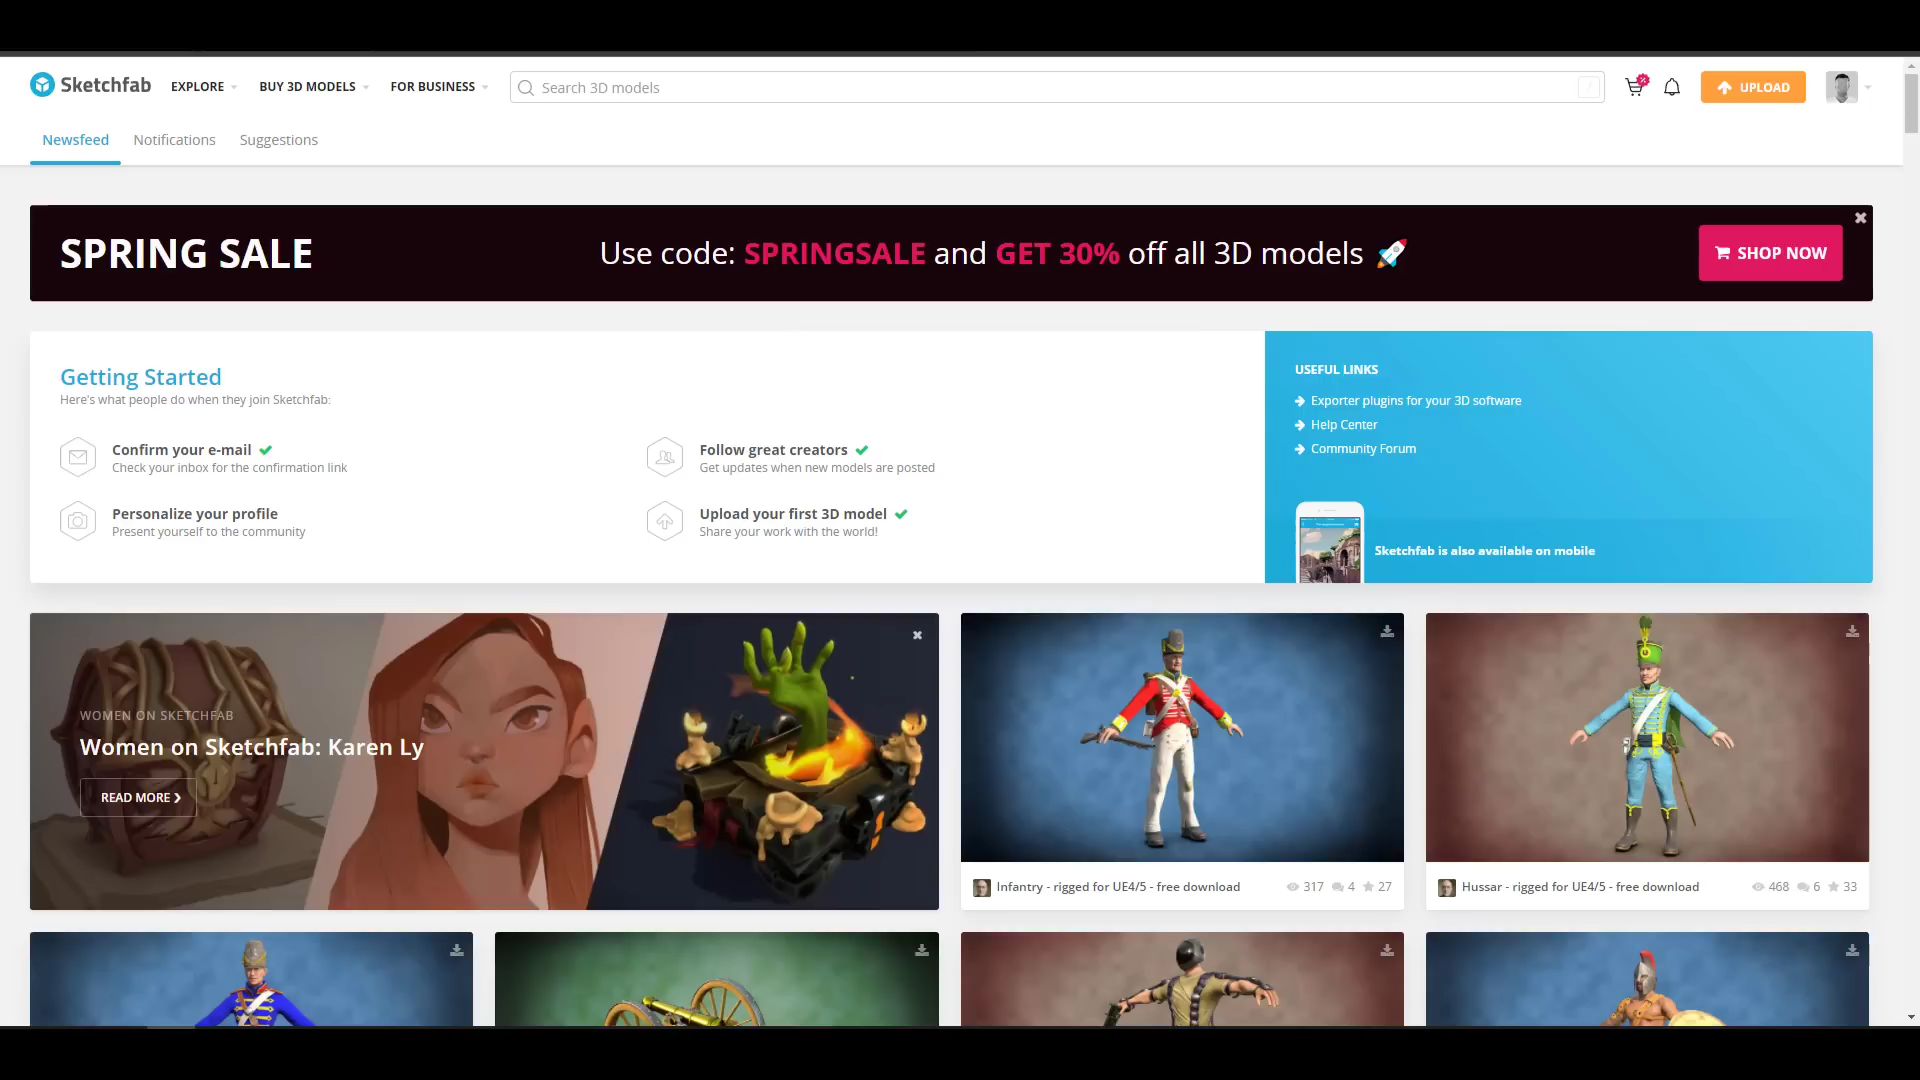 Sketchfab EXPLORE BUY 3D MODELS FOR BUSINESS Search 3D models / UPLOAD
Newsfeed Notifications Suggestions
SPRING SALE Use code: SPRINGSALE and GET 30% off all 3D models SHOP NOW
Getting Started
Here's what people do when they join Sketchfab:
Confirm your e-mail
Check your inbox for the confirmation link
Follow great creators
Get updates when new models are posted
Personalize your profile
Present yourself to the community
Upload your first 3D model
Share your work with the world!
USEFUL LINKS
Exporter plugins for your 3D software
Help Center
Community Forum
Sketchfab is also available on mobile
WOMEN ON SKETCHFAB
Women on Sketchfab: Karen Ly
READ MORE
Infantry - rigged for UE4/5 - free download 317 4 27
Hussar - rigged for UE4/5 - free download 468 6 33